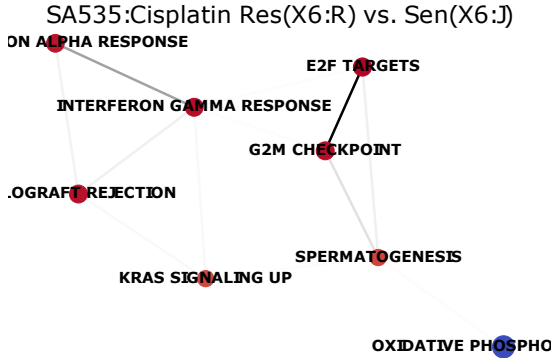 SA535:Cisplatin Res(X6:R) vs. Sen(X6:J)
ON ALPHA RESPONSE
E2F TARGETS
INTERFERON GAMMA RESPONSE
G2M CHECKPOINT
LOGRAFT REJECTION
SPERMATOGENESIS
KRAS SIGNALING UP
OXIDATIVE PHOSPHO